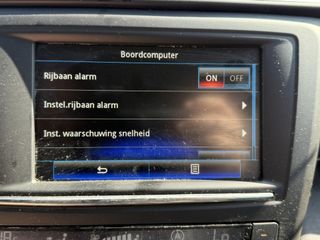 Boordcomputer
Rijbaan alarm ON OFF
Instel.rijbaan alarm
Inst. waarschuwing snelheid